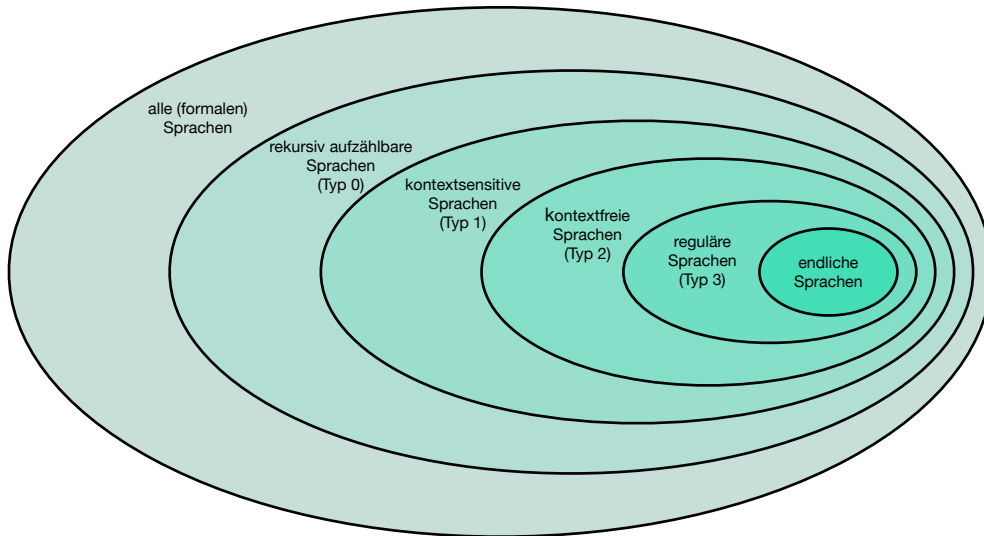 alle (formalen)
Sprachen
rekursiv aufzählbare
Sprachen
(Typ 0)
kontextsensitive
Sprachen
(Typ 1)
kontextfreie
Sprachen
(Typ 2)
reguläre
Sprachen
(Typ 3)
endliche
Sprachen